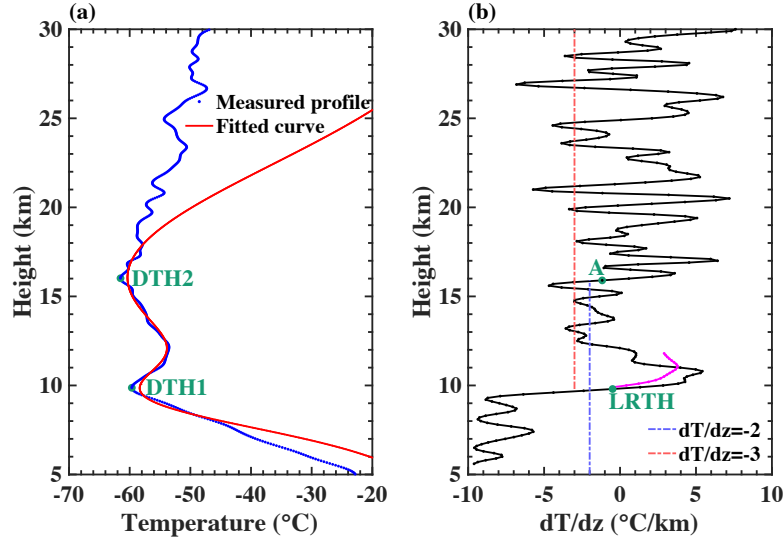 (a)
30
25
20
15
10
5
Height (km)
Measured profile
Fitted curve
DTH2
DTH1
-70 -60 -50 -40 -30 -20
Temperature (°C)
(b)
30
25
20
15
10
5
Height (km)
A
LRTH
dT/dz=-2
dT/dz=-3
-10 -5 0 5 10
dT/dz (°C/km)